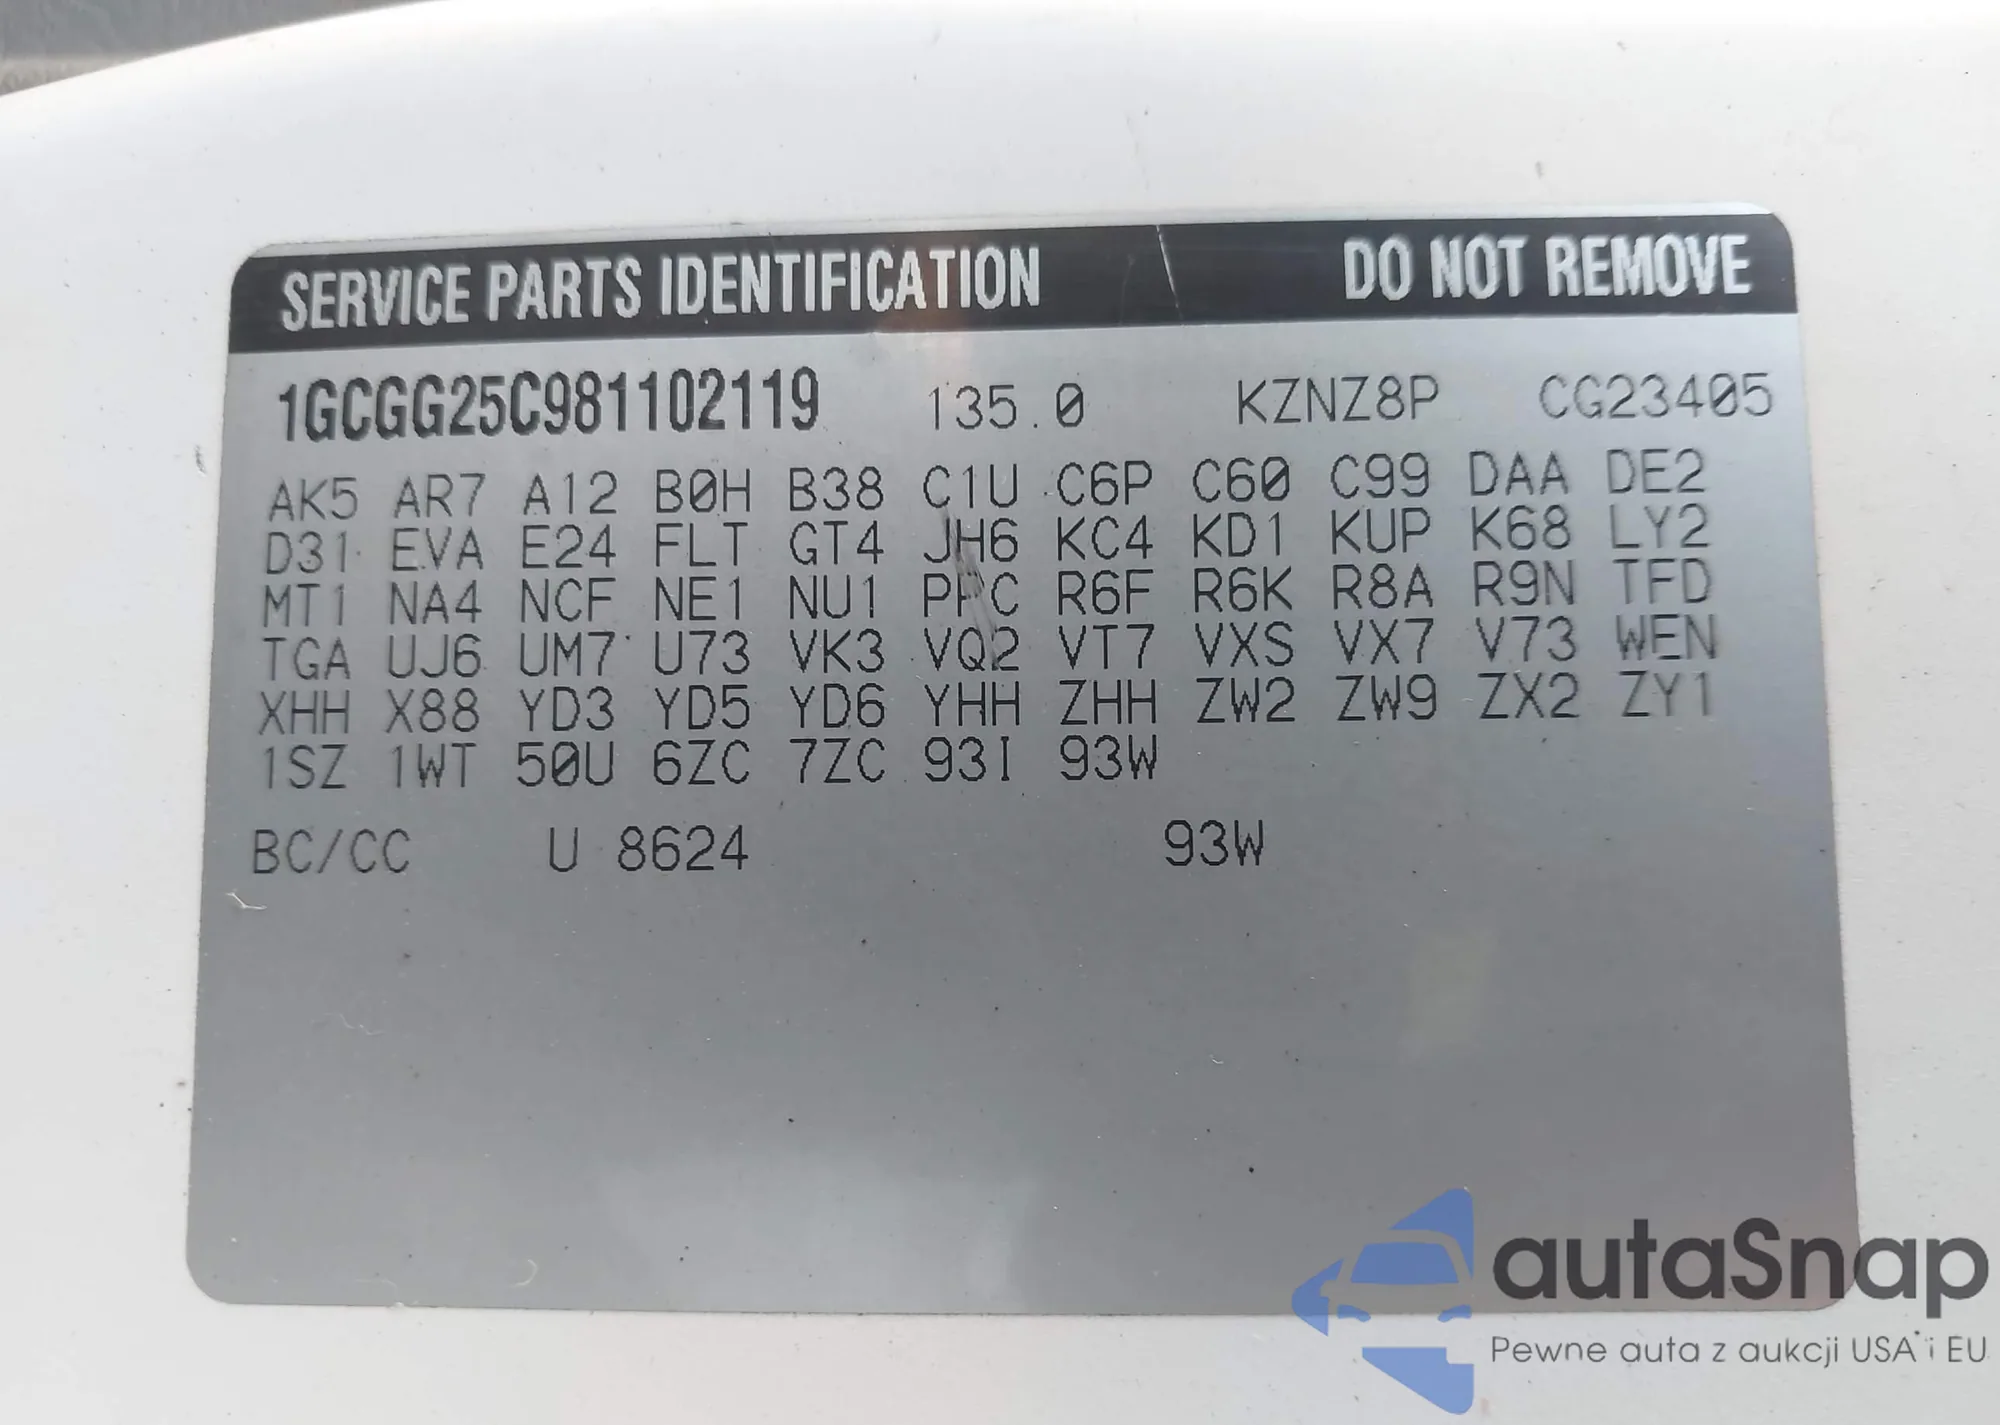 SERVICE PARTS IDENTIFICATION DO NOT REMOVE
1GCGG25C981102119 135.0 KZNZ8P CG23405
AK5 AR7 A12 B0H B38 C1U C6P C60 C99 DAA DE2
D31 EVA E24 FLT GT4 JH6 KC4 KD1 KUP K68 LY2
MT1 NA4 NCF NE1 NU1 R6F R6K R8A R9N TFD
TGA UJ6 UM7 U73 VK3 VQ2 VT7 VXS VX7 V73 WEN
XHH X88 YD3 YD5 YD6 YHH ZHH ZW2 ZW9 ZX2 ZY1
1SZ 1WT 50U 6ZC 7ZC 93I 93W
BC/CC U 8624 93W
autaSnap
Pewne auta z aukcji USA i EU